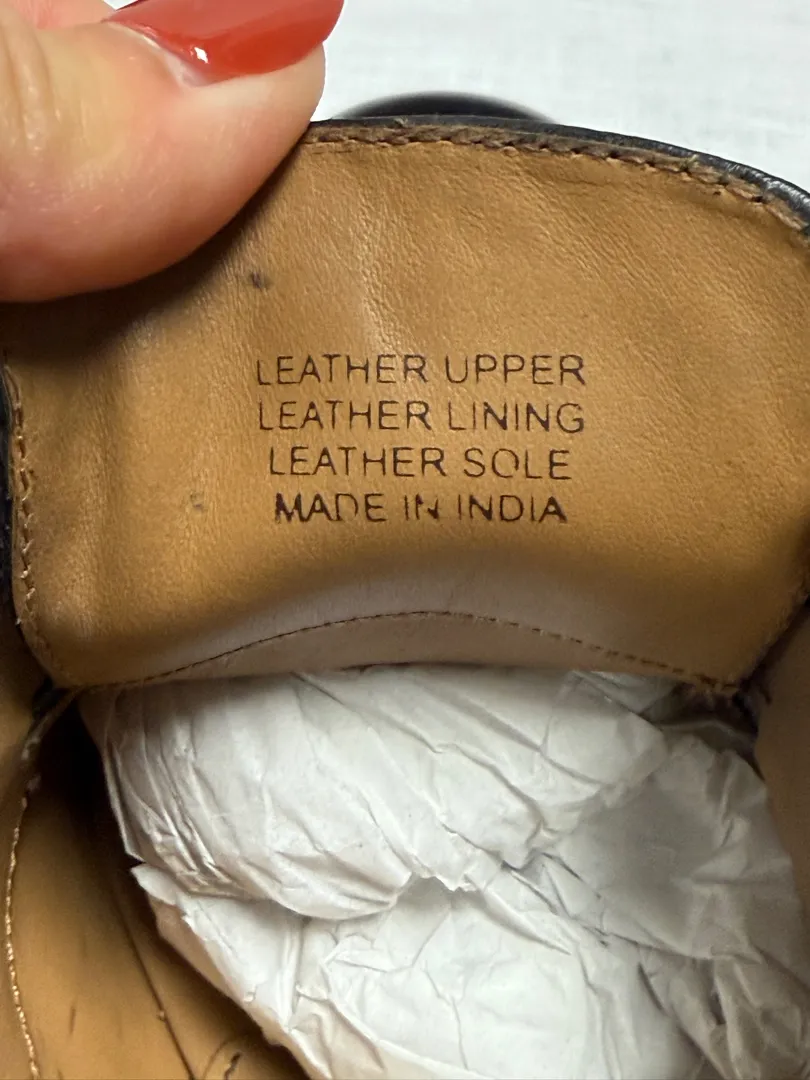 LEATHER UPPER
LEATHER LINING
LEATHER SOLE
MADE IN INDIA